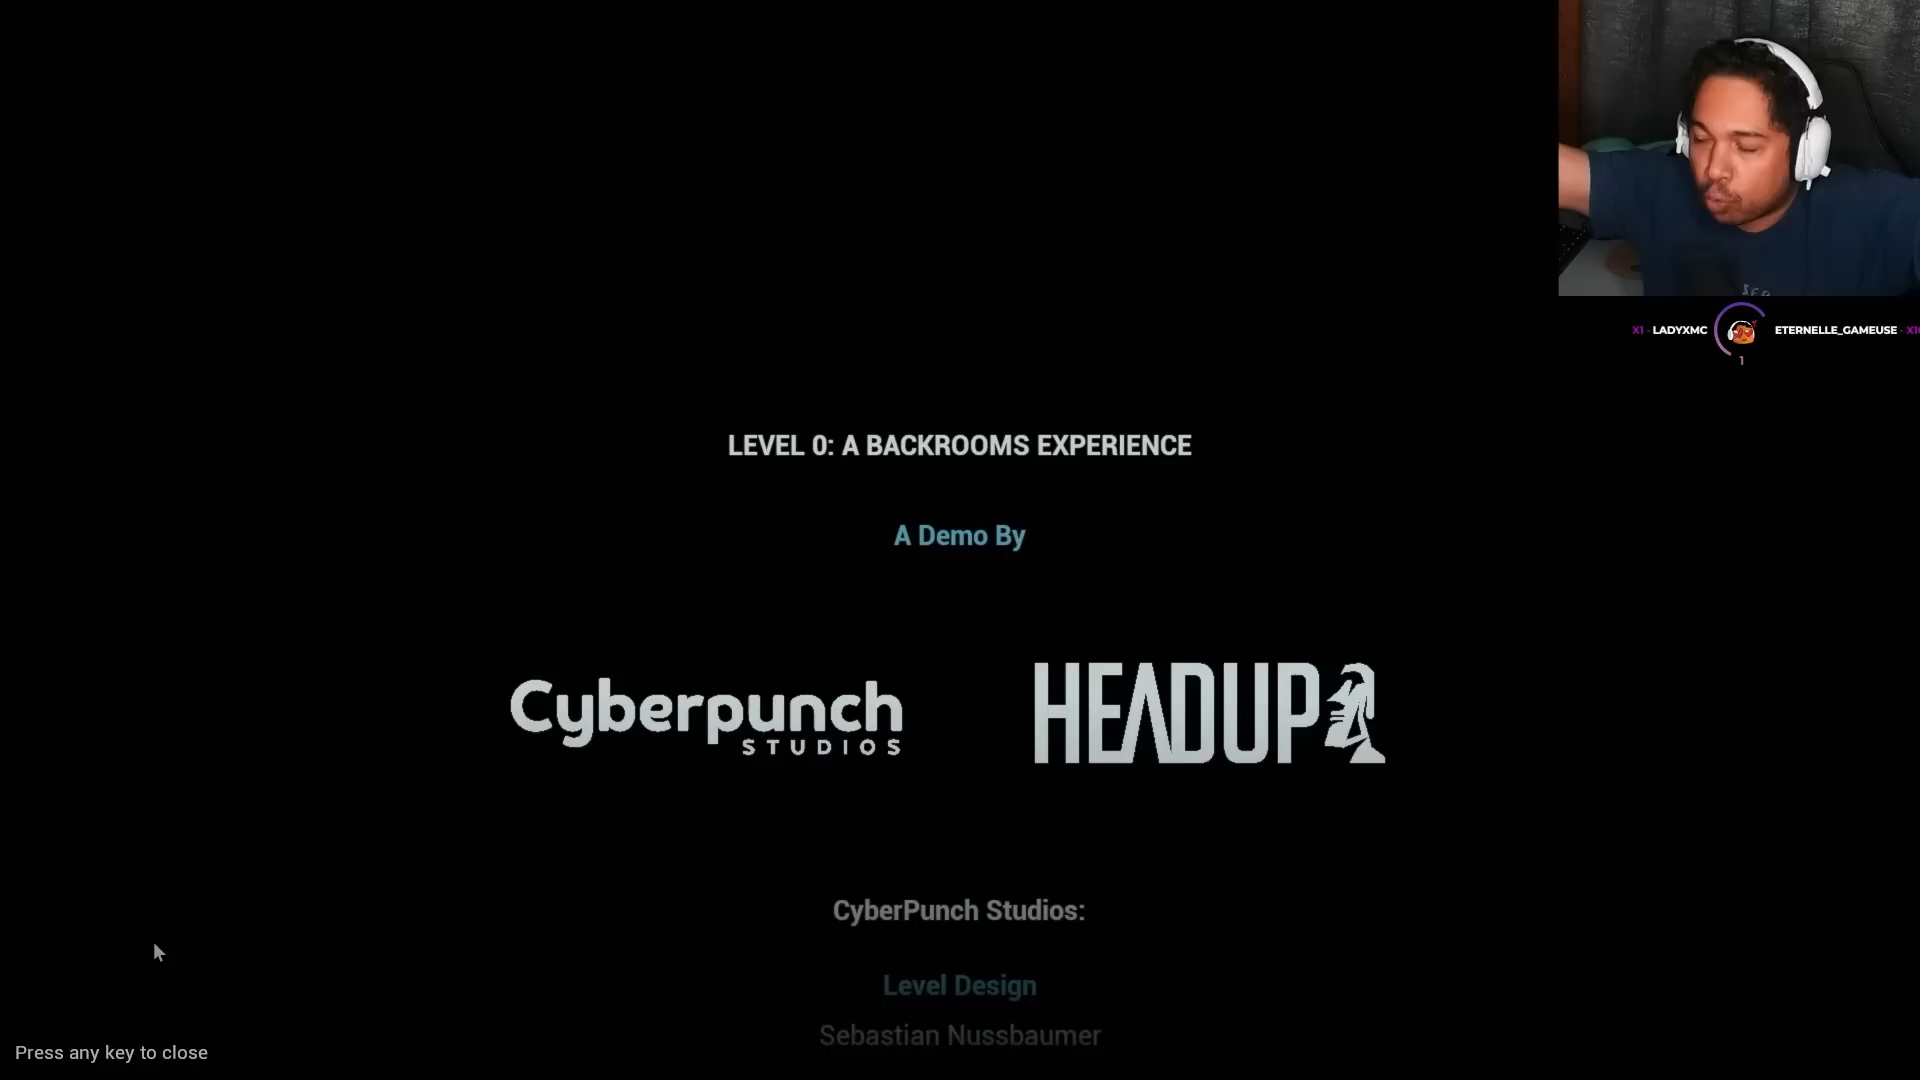 X1 - LADYXMC
ETERNELLE_GAMEUSE - X1
1
LEVEL 0: A BACKROOMS EXPERIENCE
A Demo By
Cyberpunch
STUDIOS
HEADUP
CyberPunch Studios:
Level Design
Sebastian Nussbaumer
Press any key to close